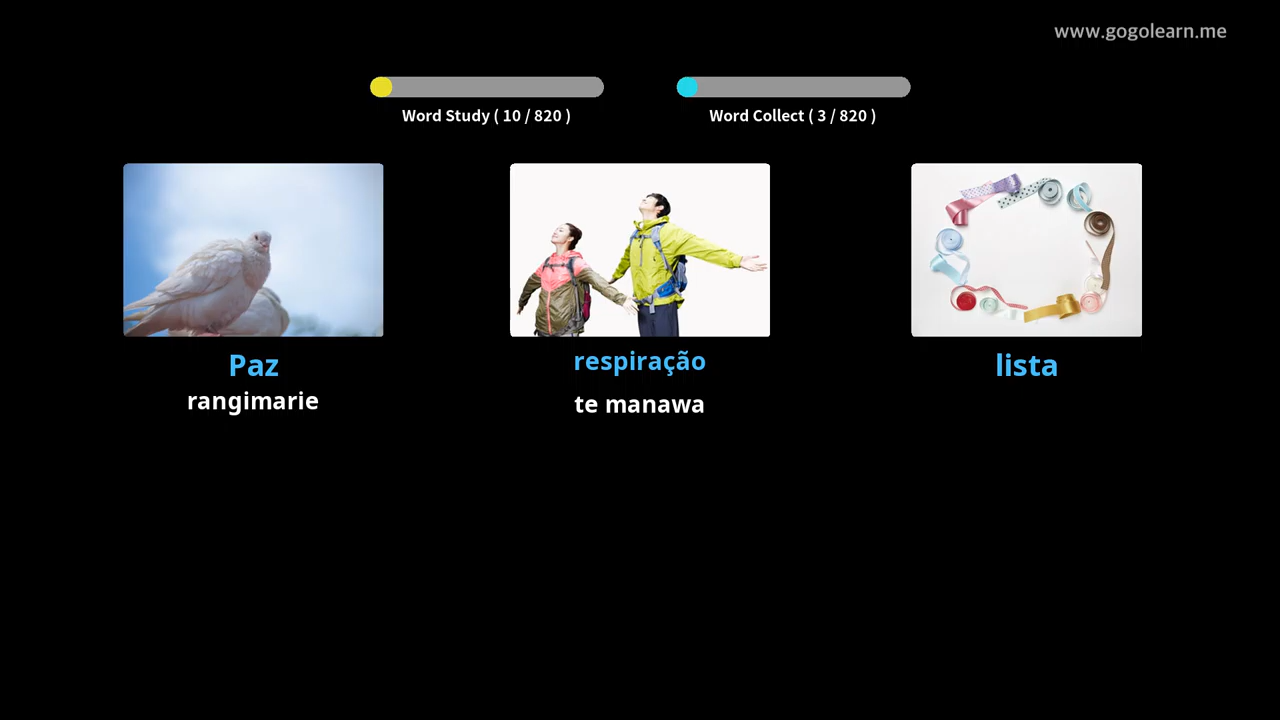 www.gogolearn.me
Word Study ( 10 / 820 )
Word Collect ( 3 / 820 )
Paz
rangimarie
respiração
te manawa
lista